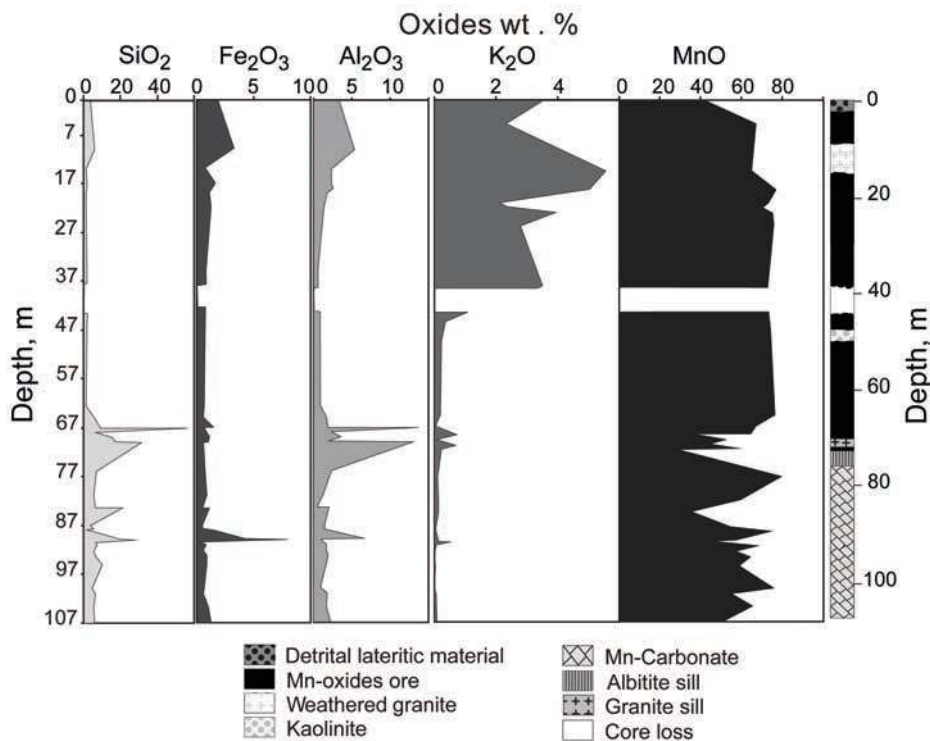 Oxides wt . %
SiO₂ Fe₂O₃ Al₂O₃ K₂O MnO
0 20 40 0 5 10 0 5 10 0 2 4 0 40 60 80
0
7
17
27
37
47
57
67
77
87
97
107
Depth, m
0
20
40
60
80
100
Depth, m
Detrital lateritic material
Mn-oxides ore
Weathered granite
Kaolinite
Mn-Carbonate
Albitite sill
Granite sill
Core loss